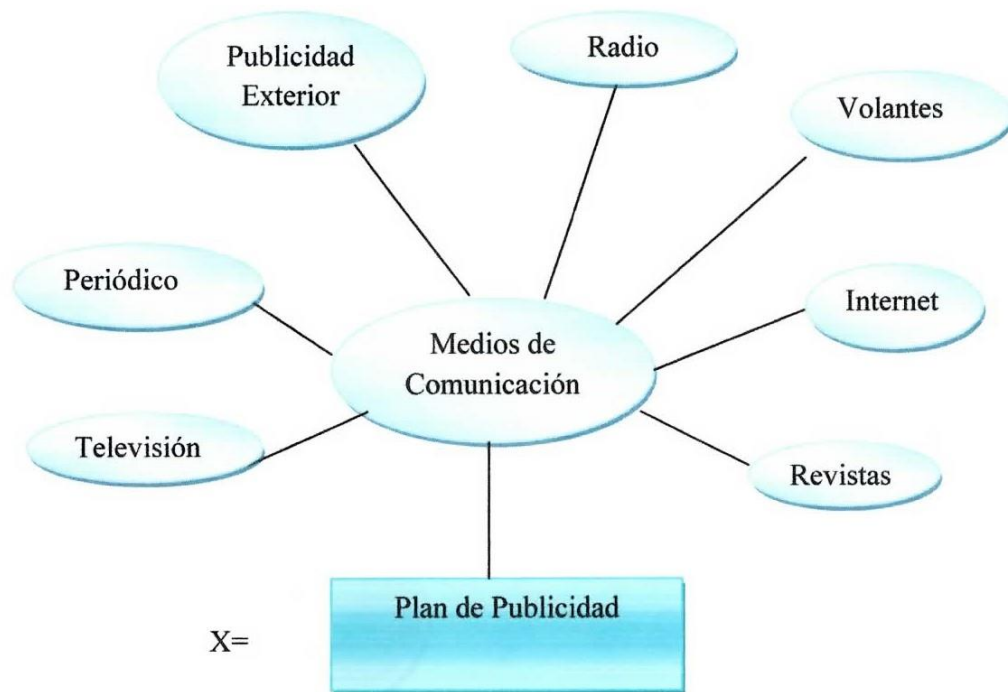 Publicidad
Exterior
Radio
Volantes
Periódico
Internet
Medios de
Comunicación
Televisión
Revistas
Plan de Publicidad
X=